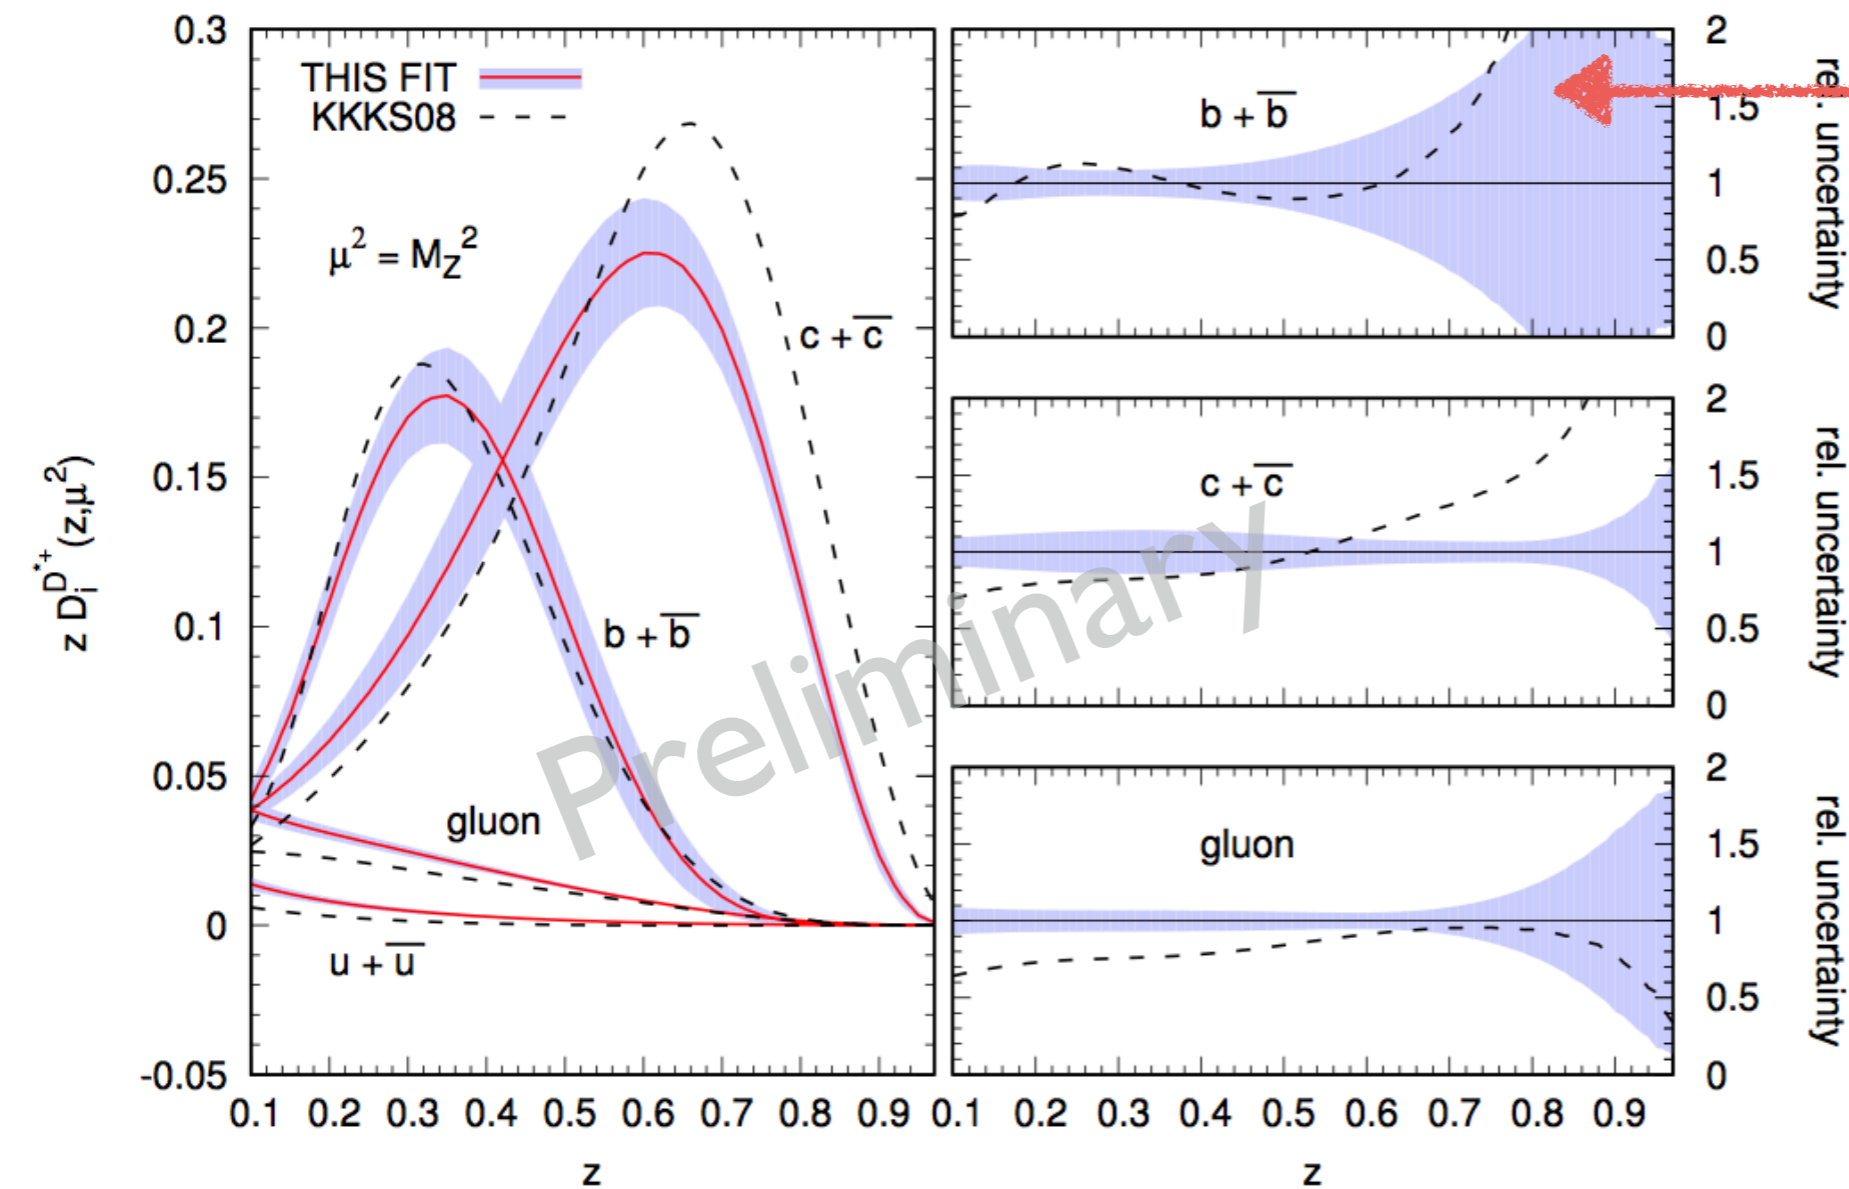 THIS FIT
KKKS08
μ² = M_Z²
c + c̅
b + b̅
gluon
u + u̅
z D_i^{D*+} (z,μ²)
0.3
0.25
0.2
0.15
0.1
0.05
0
-0.05
0.1 0.2 0.3 0.4 0.5 0.6 0.7 0.8 0.9
z
b + b̅
2
1.5
1
0.5
0
rel. uncertainty
c + c̅
2
1.5
1
0.5
0
rel. uncertainty
gluon
2
1.5
1
0.5
0
rel. uncertainty
0.1 0.2 0.3 0.4 0.5 0.6 0.7 0.8 0.9
z
Preliminary